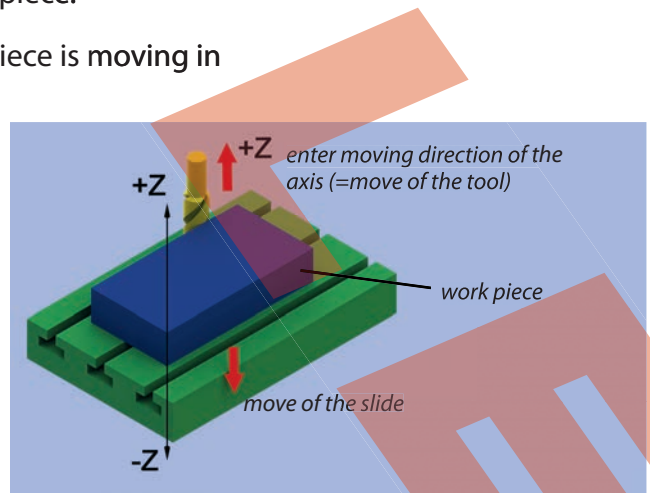 piece.
iece is moving in
+Z enter moving direction of the
axis (=move of the tool)
+Z
work piece
move of the slide
-Z